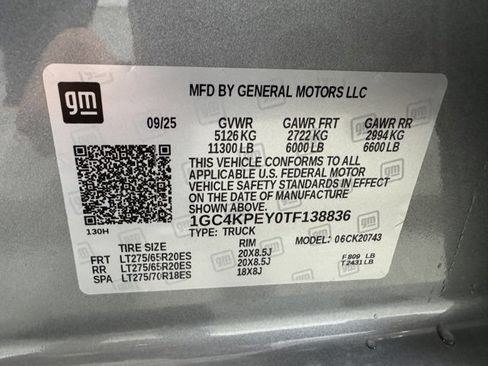 gm
MFD BY GENERAL MOTORS LLC
09/25 GVWR GAWR FRT GAWR RR
5126 KG 2722 KG 2994 KG
11300 LB 6000 LB 6600 LB
THIS VEHICLE CONFORMS TO ALL
APPLICABLE U.S. FEDERAL MOTOR
VEHICLE SAFETY STANDARDS IN EFFECT
ON THE DATE OF MANUFACTURE
SHOWN ABOVE.
1GC4KPEY0TF138836
130H TYPE: TRUCK MODEL: 06CK20743
TIRE SIZE RIM
FRT LT275/65R20ES 20X8.5J F 809 LB
RR LT275/65R20ES 20X8.5J T 2431 LB
SPA LT275/70R18ES 18X8J